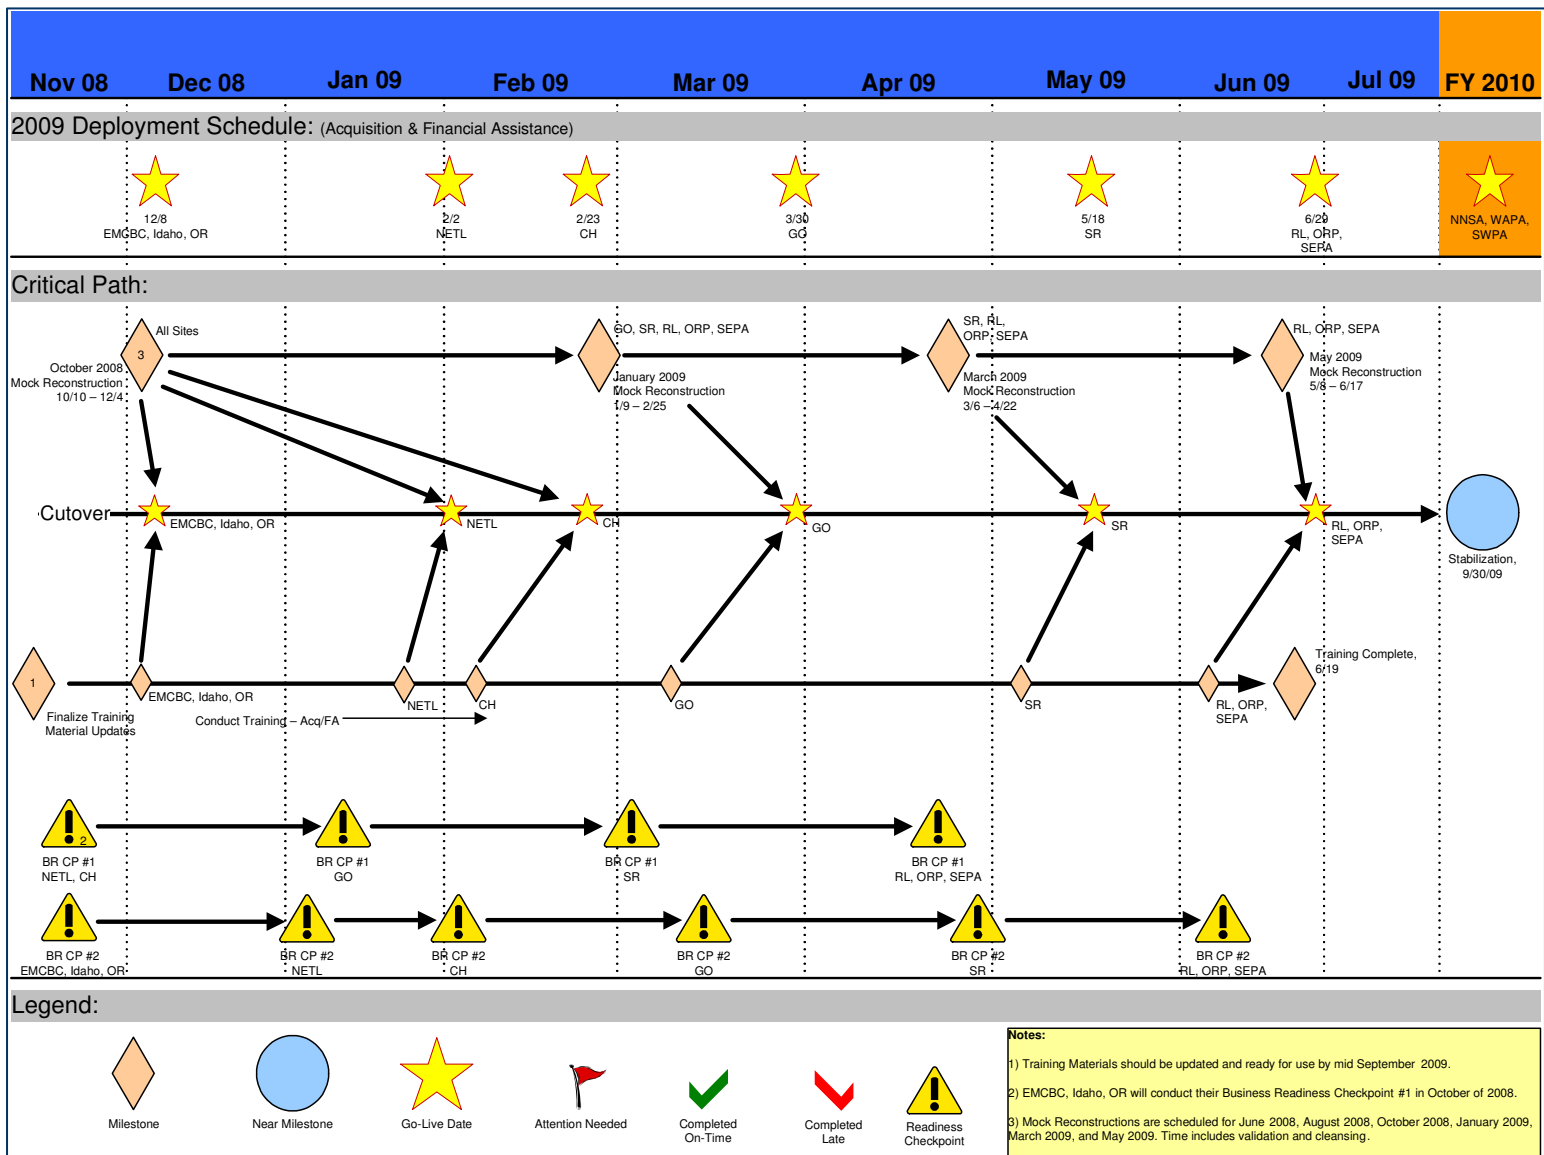 Nov 08 Dec 08 Jan 09 Feb 09 Mar 09 Apr 09 May 09 Jun 09 Jul 09 FY 2010
2009 Deployment Schedule: (Acquisition & Financial Assistance)
12/8
EMCBC, Idaho, OR
2/2
NETL
2/23
CH
3/30
GO
5/18
SR
6/29
RL, ORP,
SEPA
NNSA, WAPA,
SWPA
Critical Path:
3
All Sites
October 2008
Mock Reconstruction
10/10 – 12/4
GO, SR, RL, ORP, SEPA
January 2009
Mock Reconstruction
1/9 – 2/25
SR, RL,
ORP, SEPA
March 2009
Mock Reconstruction
3/6 – 4/22
RL, ORP, SEPA
May 2009
Mock Reconstruction
5/8 – 6/17
Cutover
EMCBC, Idaho, OR
NETL
CH
GO
SR
RL, ORP,
SEPA
Stabilization,
9/30/09
1
Finalize Training
Material Updates
EMCBC, Idaho, OR
Conduct Training – Acq/FA
NETL
CH
GO
SR
RL, ORP,
SEPA
Training Complete,
6/19
2
BR CP #1
NETL, CH
BR CP #1
GO
BR CP #1
SR
BR CP #1
RL, ORP, SEPA
BR CP #2
EMCBC, Idaho, OR
BR CP #2
NETL
BR CP #2
CH
BR CP #2
GO
BR CP #2
SR
BR CP #2
RL, ORP, SEPA
Legend:
Milestone
Near Milestone
Go-Live Date
Attention Needed
Completed
On-Time
Completed
Late
Readiness
Checkpoint
Notes:
1) Training Materials should be updated and ready for use by mid September 2009.
2) EMCBC, Idaho, OR will conduct their Business Readiness Checkpoint #1 in October of 2008.
3) Mock Reconstructions are scheduled for June 2008, August 2008, October 2008, January 2009,
March 2009, and May 2009. Time includes validation and cleansing.